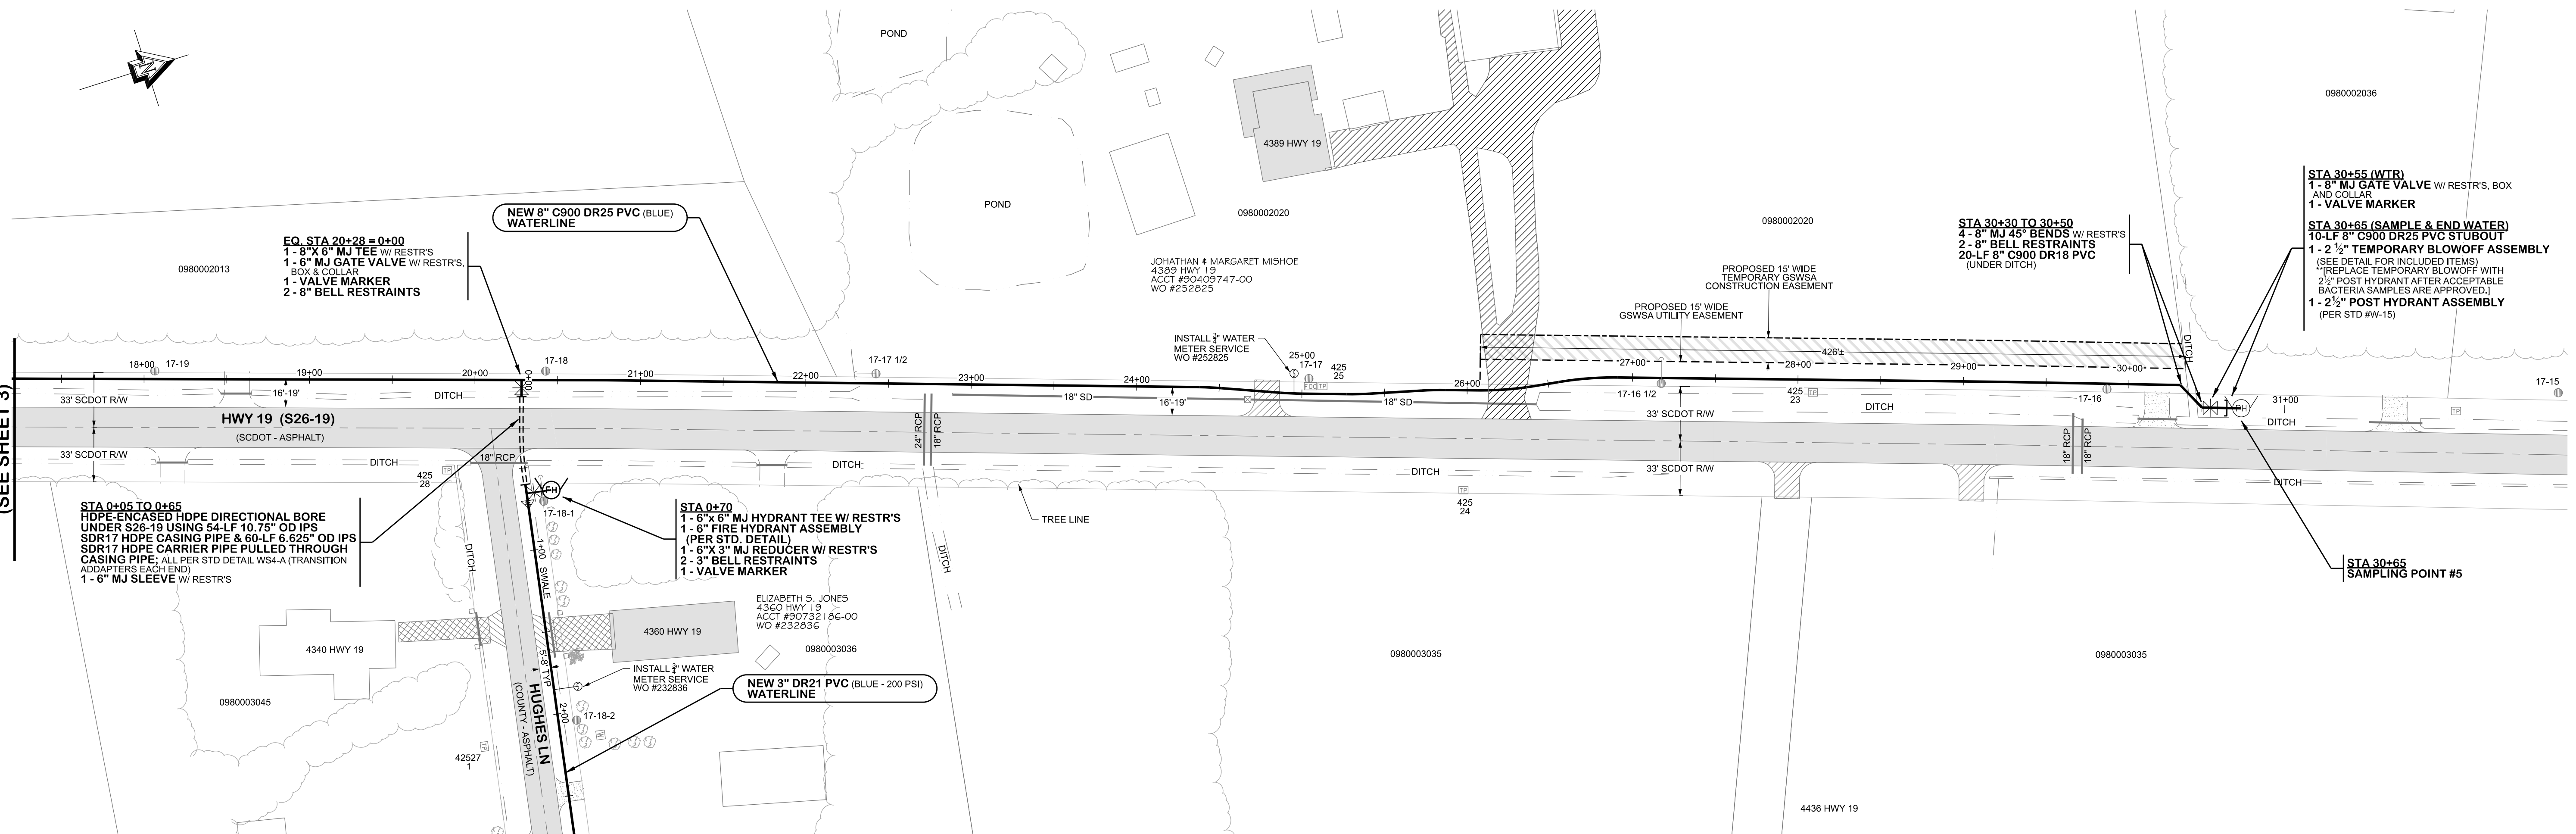 (SEE SHEET 3)
N
POND
POND
4389 HWY 19
0980002036
0980002013
0980002020
0980002020
NEW 8" C900 DR25 PVC (BLUE)
WATERLINE
EQ. STA 20+28 = 0+00
1 - 8"X 6" MJ TEE W/ RESTR'S
1 - 6" MJ GATE VALVE W/ RESTR'S,
BOX & COLLAR
1 - VALVE MARKER
2 - 8" BELL RESTRAINTS
JOHATHAN & MARGARET MISHOE
4389 HWY 19
ACCT #90409747-00
WO #252825
PROPOSED 15' WIDE
TEMPORARY GSWSA
CONSTRUCTION EASEMENT
PROPOSED 15' WIDE
GSWSA UTILITY EASEMENT
STA 30+30 TO 30+50
4 - 8" MJ 45° BENDS W/ RESTR'S
2 - 8" BELL RESTRAINTS
20-LF 8" C900 DR18 PVC
(UNDER DITCH)
STA 30+55 (WTR)
1 - 8" MJ GATE VALVE W/ RESTR'S, BOX
AND COLLAR
1 - VALVE MARKER
STA 30+65 (SAMPLE & END WATER)
10-LF 8" C900 DR25 PVC STUBOUT
1 - 2 ½" TEMPORARY BLOWOFF ASSEMBLY
(SEE DETAIL FOR INCLUDED ITEMS)
**[REPLACE TEMPORARY BLOWOFF WITH
2½" POST HYDRANT AFTER ACCEPTABLE
BACTERIA SAMPLES ARE APPROVED.]
1 - 2½" POST HYDRANT ASSEMBLY
(PER STD #W-15)
INSTALL ¾" WATER
METER SERVICE
WO #252825
426'±
DITCH
18+00
17-19
19+00
20+00
0+00
17-18
21+00
22+00
17-17 1/2
23+00
24+00
25+00
17-17
425
25
FOC
TP
26+00
27+00
17-16 1/2
28+00
425
23
TP
29+00
30+00
17-16
31+00
17-15
TP
PH
33' SCDOT R/W
16'-19'
DITCH
18" SD
16'-19'
18" SD
33' SCDOT R/W
DITCH
DITCH
HWY 19 (S26-19)
(SCDOT - ASPHALT)
24" RCP
18" RCP
18" RCP
18" RCP
33' SCDOT R/W
DITCH
18" RCP
DITCH
DITCH
33' SCDOT R/W
DITCH
425
28
TP
FH
17-18-1
TP
425
24
TREE LINE
STA 0+05 TO 0+65
HDPE-ENCASED HDPE DIRECTIONAL BORE
UNDER S26-19 USING 54-LF 10.75" OD IPS
SDR17 HDPE CASING PIPE & 60-LF 6.625" OD IPS
SDR17 HDPE CARRIER PIPE PULLED THROUGH
CASING PIPE; ALL PER STD DETAIL WS4-A (TRANSITION
ADDAPTERS EACH END)
1 - 6" MJ SLEEVE W/ RESTR'S
STA 0+70
1 - 6"x 6" MJ HYDRANT TEE W/ RESTR'S
1 - 6" FIRE HYDRANT ASSEMBLY
(PER STD. DETAIL)
1 - 6"X 3" MJ REDUCER W/ RESTR'S
2 - 3" BELL RESTRAINTS
1 - VALVE MARKER
STA 30+65
SAMPLING POINT #5
DITCH
1+00
SWALE
DITCH
ELIZABETH S. JONES
4360 HWY 19
ACCT #90732186-00
WO #232836
4340 HWY 19
4360 HWY 19
0980003036
0980003035
0980003035
5'-8' TYP
INSTALL ¾" WATER
METER SERVICE
WO #232836
NEW 3" DR21 PVC (BLUE - 200 PSI)
WATERLINE
0980003045
HUGHES LN
(COUNTY - ASPHALT)
2+00
17-18-2
W
TP
42527
1
4436 HWY 19